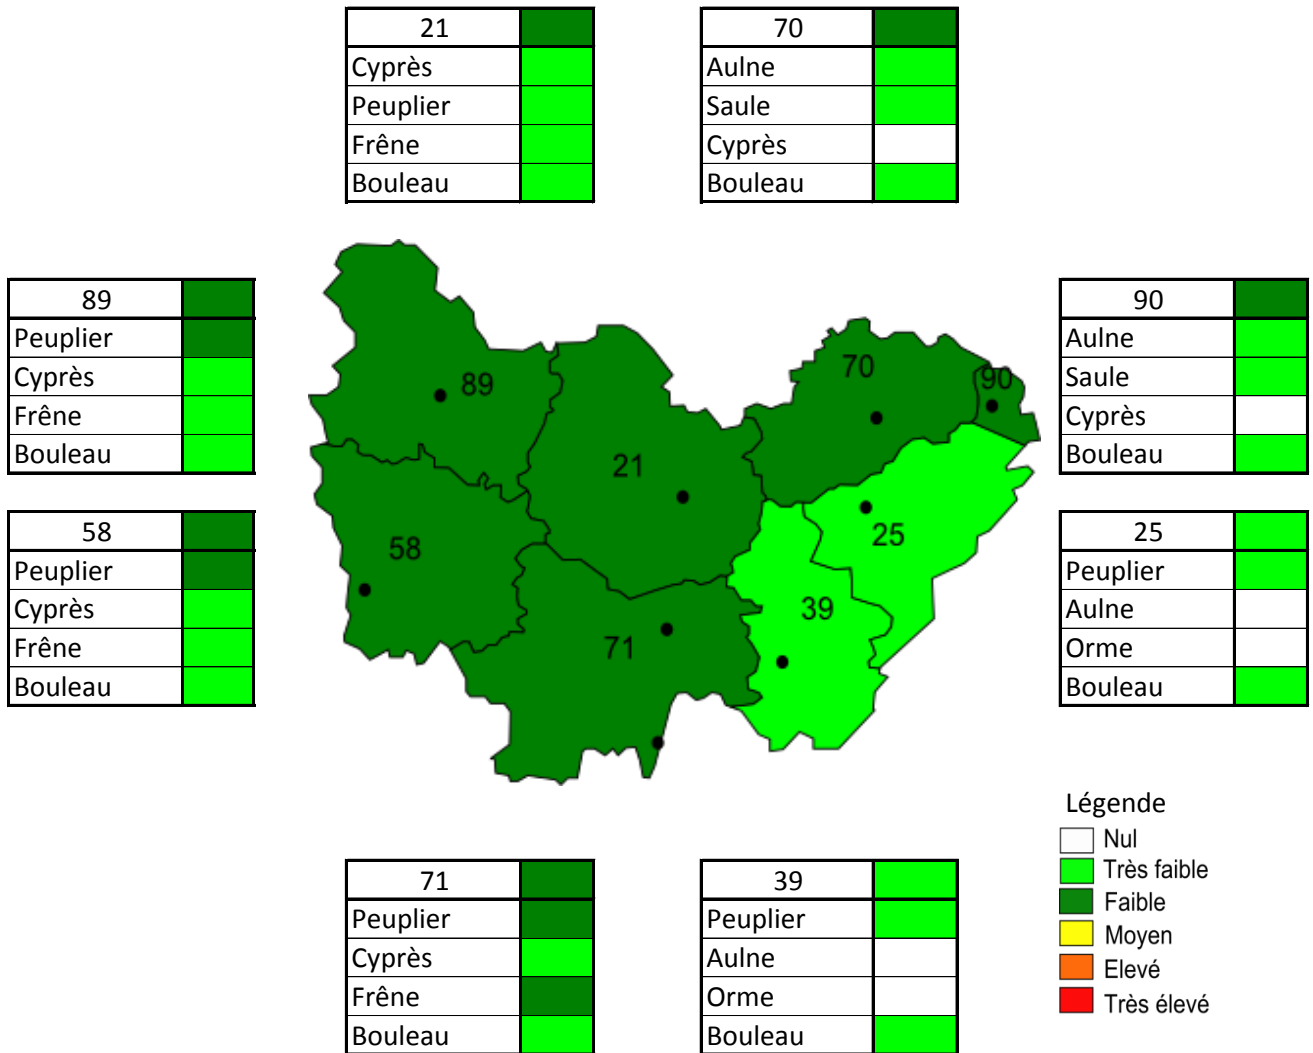 21
Cyprès
Peuplier
Frêne
Bouleau
70
Aulne
Saule
Cyprès
Bouleau
89
Peuplier
Cyprès
Frêne
Bouleau
58
Peuplier
Cyprès
Frêne
Bouleau
89
70
90
21
58
25
39
71
90
Aulne
Saule
Cyprès
Bouleau
25
Peuplier
Aulne
Orme
Bouleau
71
Peuplier
Cyprès
Frêne
Bouleau
39
Peuplier
Aulne
Orme
Bouleau
Légende
Nul
Très faible
Faible
Moyen
Elevé
Très élevé